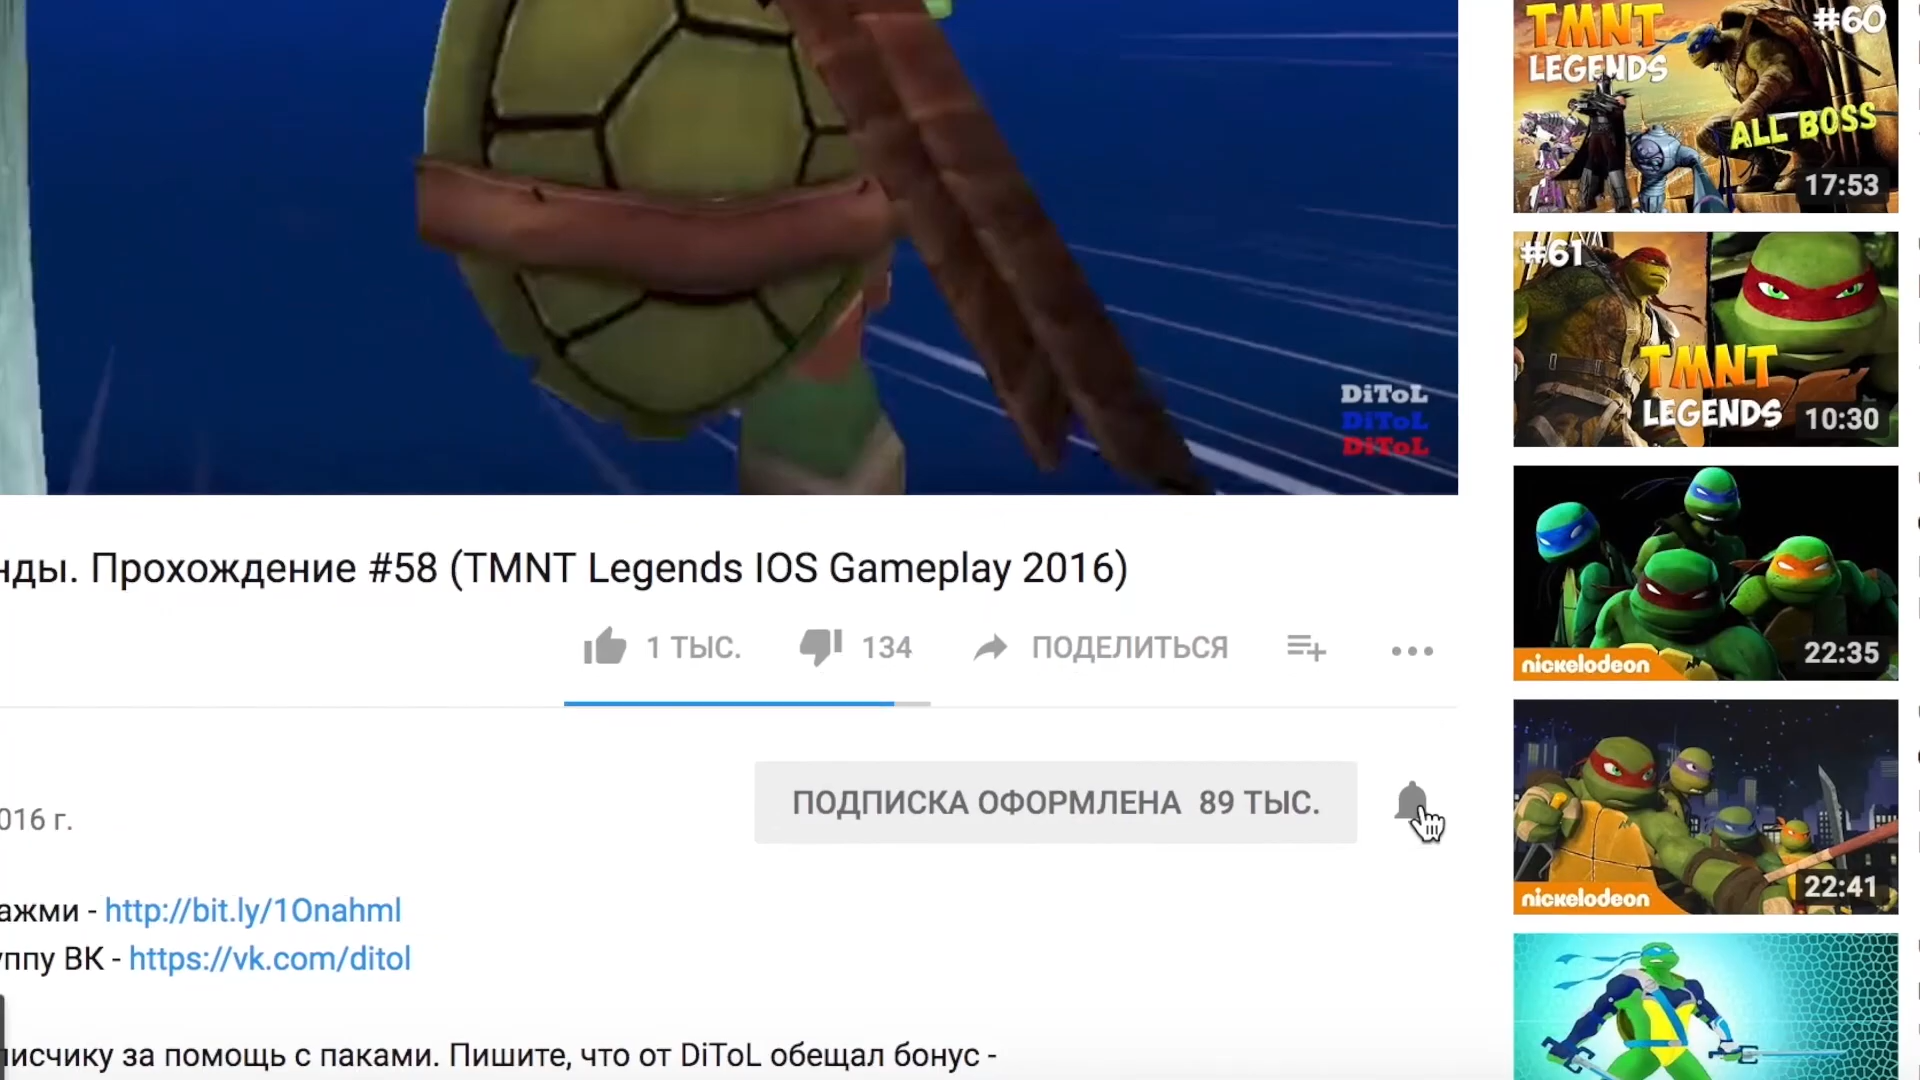 DiToL
DiToL
DiToL
нды. Прохождение #58 (TMNT Legends IOS Gameplay 2016)
1 ТЫС.
134
ПОДЕЛИТЬСЯ
ПОДПИСКА ОФОРМЛЕНА 89 ТЫС.
016 г.
ажми - http://bit.ly/1Onahml
уппу ВК - https://vk.com/ditol
писчику за помощь с паками. Пишите, что от DiToL обещал бонус -
TMNT
LEGENDS
#60
ALL BOSS
17:53
#61
TMNT
LEGENDS
10:30
nickelodeon
22:35
nickelodeon
22:41